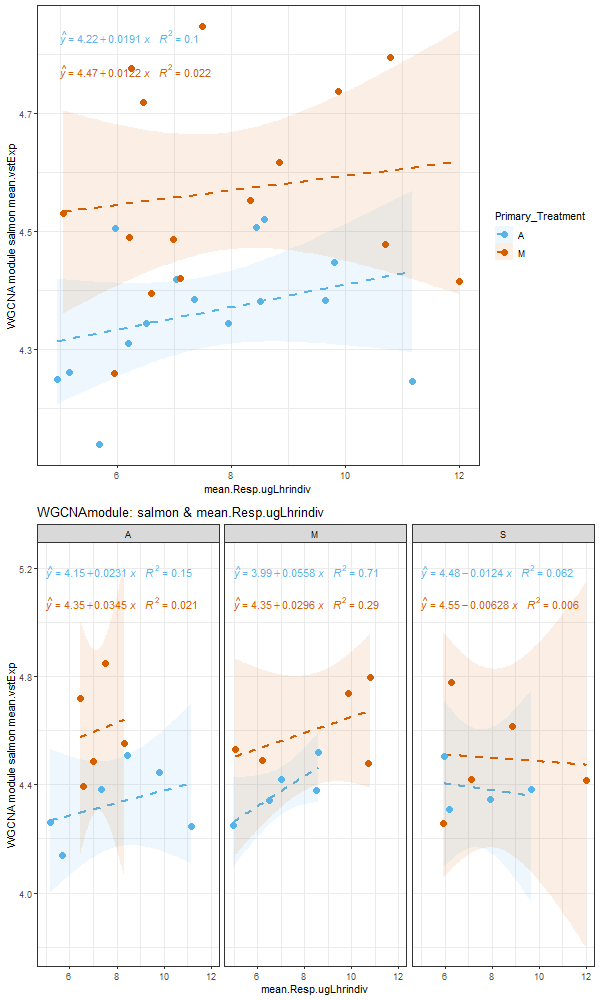 ŷ = 4.22 + 0.0191 x R² = 0.1
ŷ = 4.47 + 0.0122 x R² = 0.022
4.7
4.5
4.3
WGCNA module salmon mean.vstExp
6 8 10 12
mean.Resp.ugLhrindiv
Primary_Treatment
A
M
WGCNAmodule: salmon & mean.Resp.ugLhrindiv
A M S
ŷ = 4.15 + 0.0231 x R² = 0.15 ŷ = 3.99 + 0.0558 x R² = 0.71 ŷ = 4.48 − 0.0124 x R² = 0.062
ŷ = 4.35 + 0.0345 x R² = 0.021 ŷ = 4.35 + 0.0296 x R² = 0.29 ŷ = 4.55 − 0.00628 x R² = 0.006
5.2
4.8
4.4
4.0
WGCNA module salmon mean.vstExp
6 8 10 12 6 8 10 12 6 8 10 12
mean.Resp.ugLhrindiv